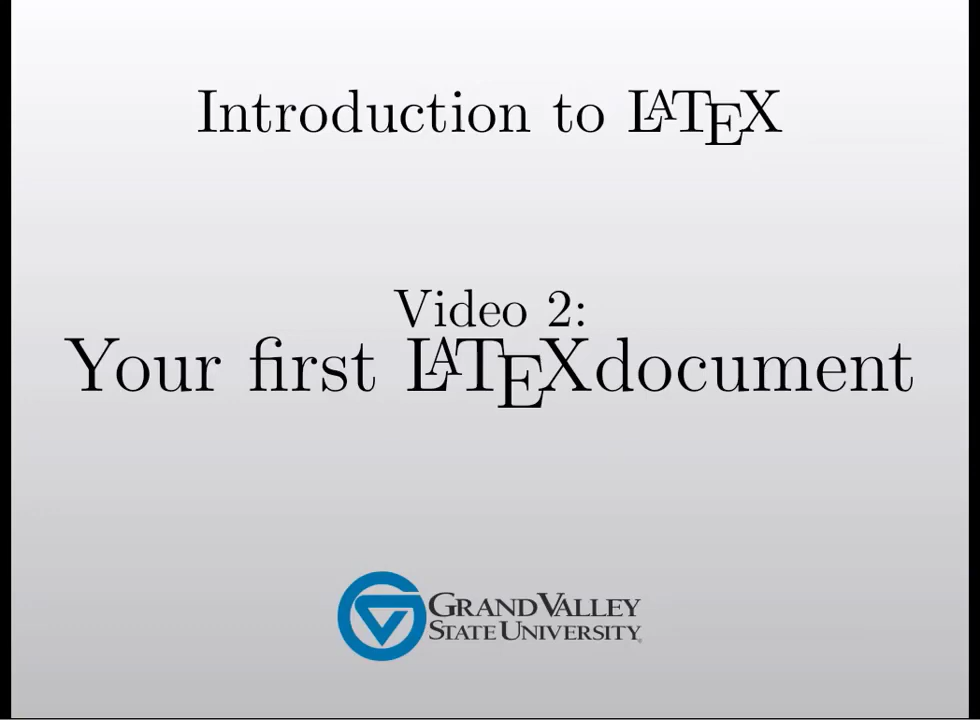 Introduction to LATEX
Video 2:
Your first LATEXdocument
GRAND VALLEY
STATE UNIVERSITY